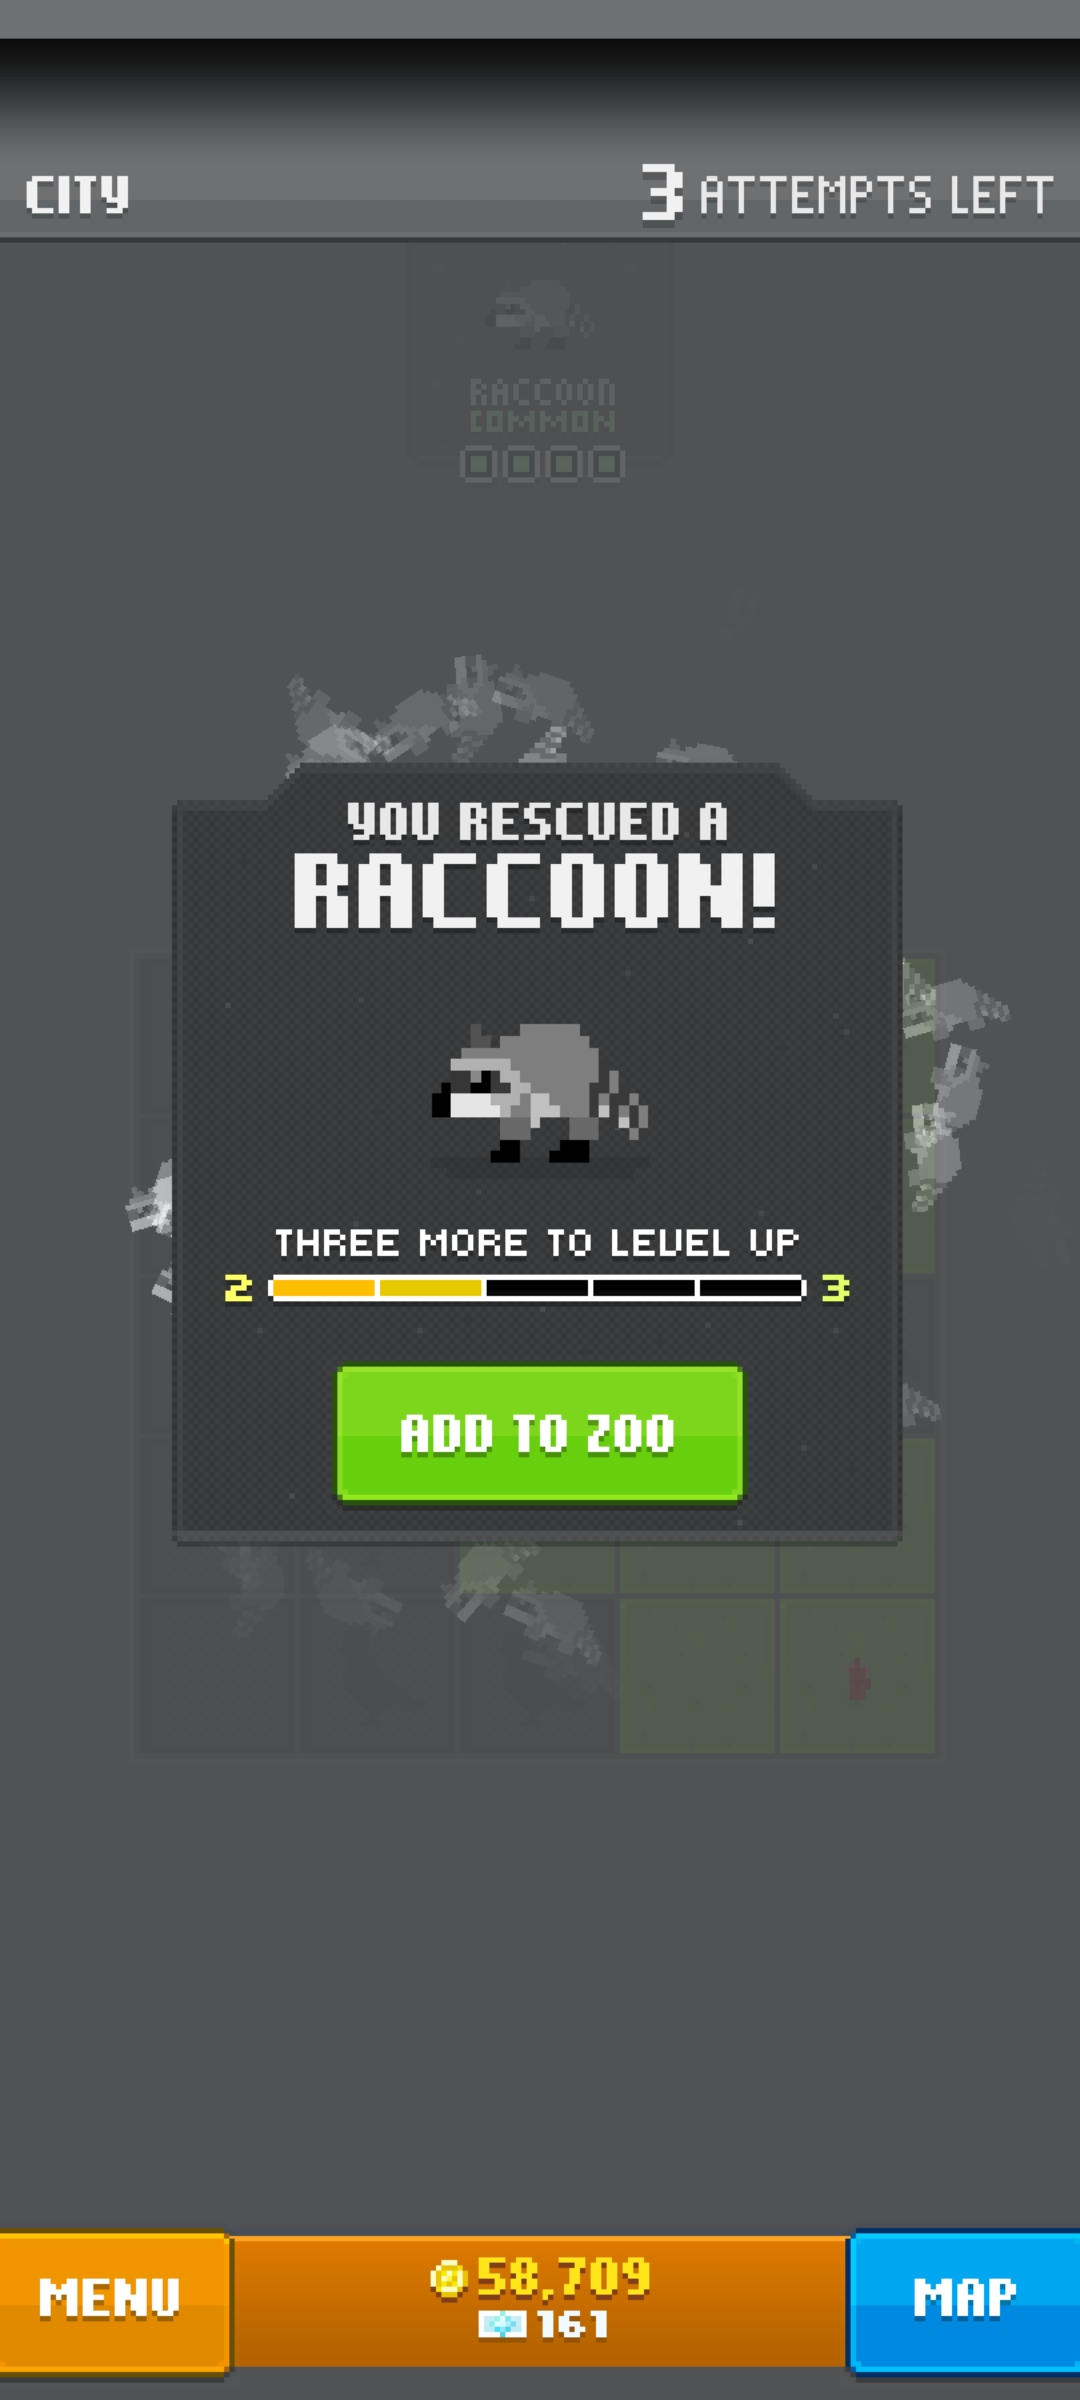 CITY
3 ATTEMPTS LEFT
RACCOON
COMMON
YOU RESCUED A
RACCOON!
THREE MORE TO LEVEL UP
2 3
ADD TO ZOO
MENU
58,709
161
MAP